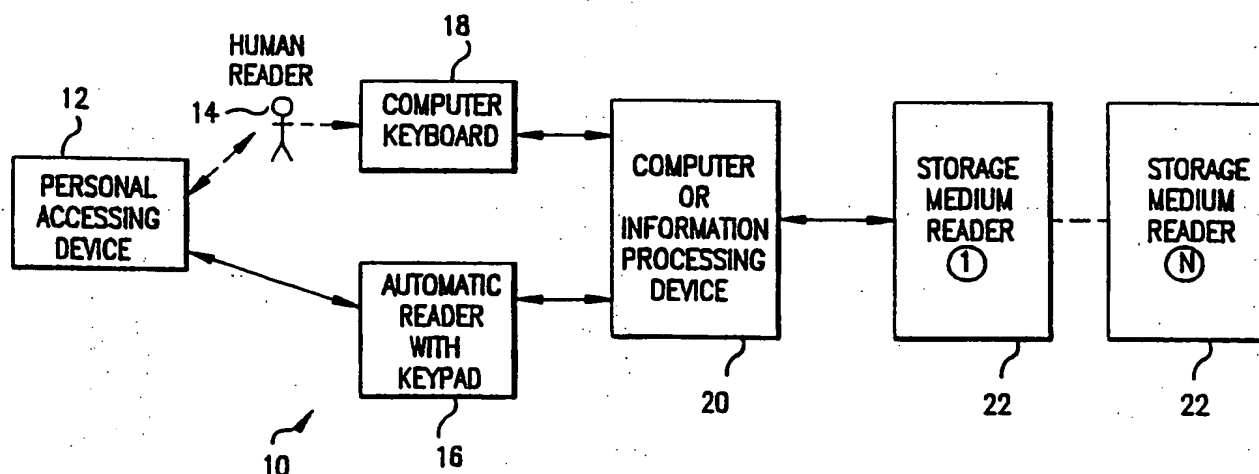 18
HUMAN
READER
12
14
COMPUTER
KEYBOARD
PERSONAL
ACCESSING
DEVICE
COMPUTER
OR
INFORMATION
PROCESSING
DEVICE
STORAGE
MEDIUM
READER
1
STORAGE
MEDIUM
READER
N
AUTOMATIC
READER
WITH
KEYPAD
20
22
22
10
16